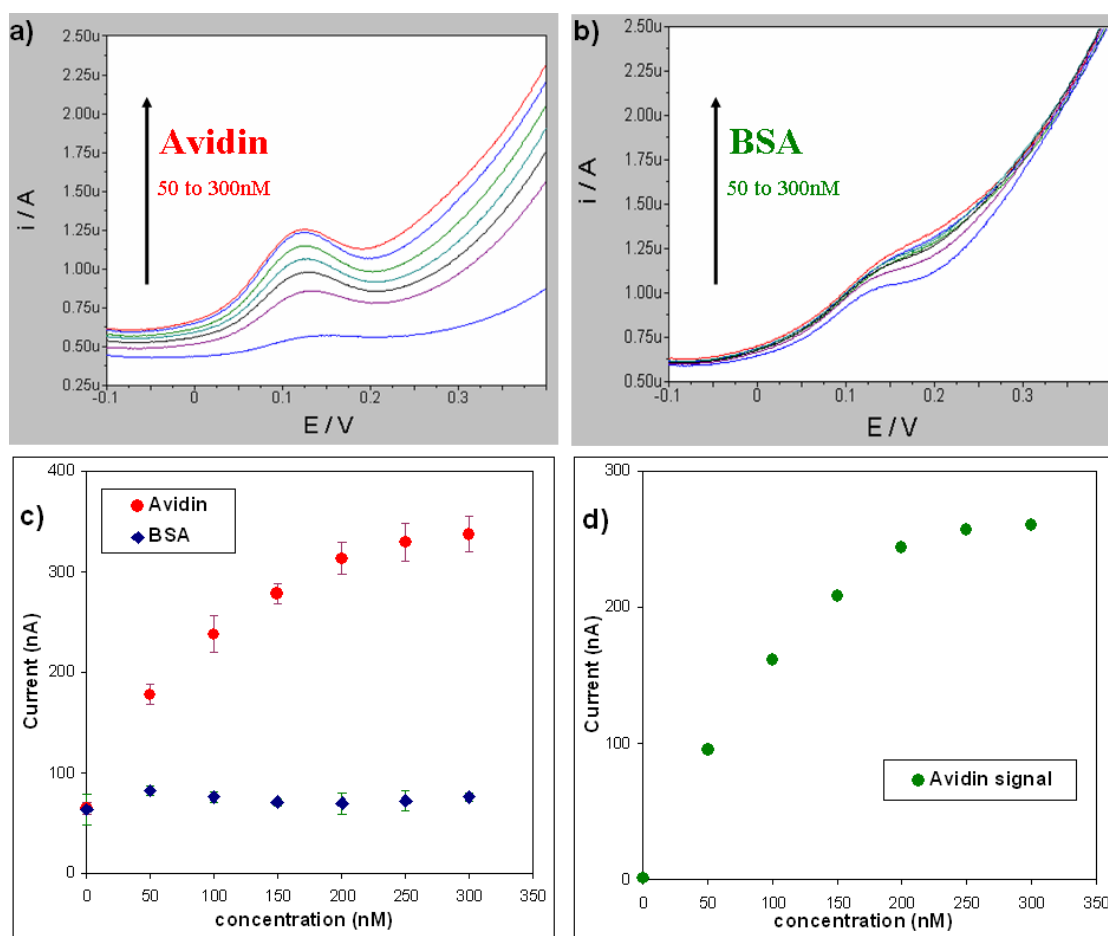 a)
2.50u
2.25u
2.00u
1.75u
1.50u
1.25u
1.00u
0.75u
0.50u
0.25u
i / A
Avidin
50 to 300nM
-0.1 0 0.1 0.2 0.3
E / V
b)
2.50u
2.25u
2.00u
1.75u
1.50u
1.25u
1.00u
0.75u
0.50u
i / A
BSA
50 to 300nM
-0.1 0 0.1 0.2 0.3
E / V
c)
400
300
200
100
0
Current (nA)
Avidin
BSA
0 50 100 150 200 250 300 350
concentration (nM)
d)
300
200
100
0
Current (nA)
Avidin signal
0 50 100 150 200 250 300 350
concentration (nM)